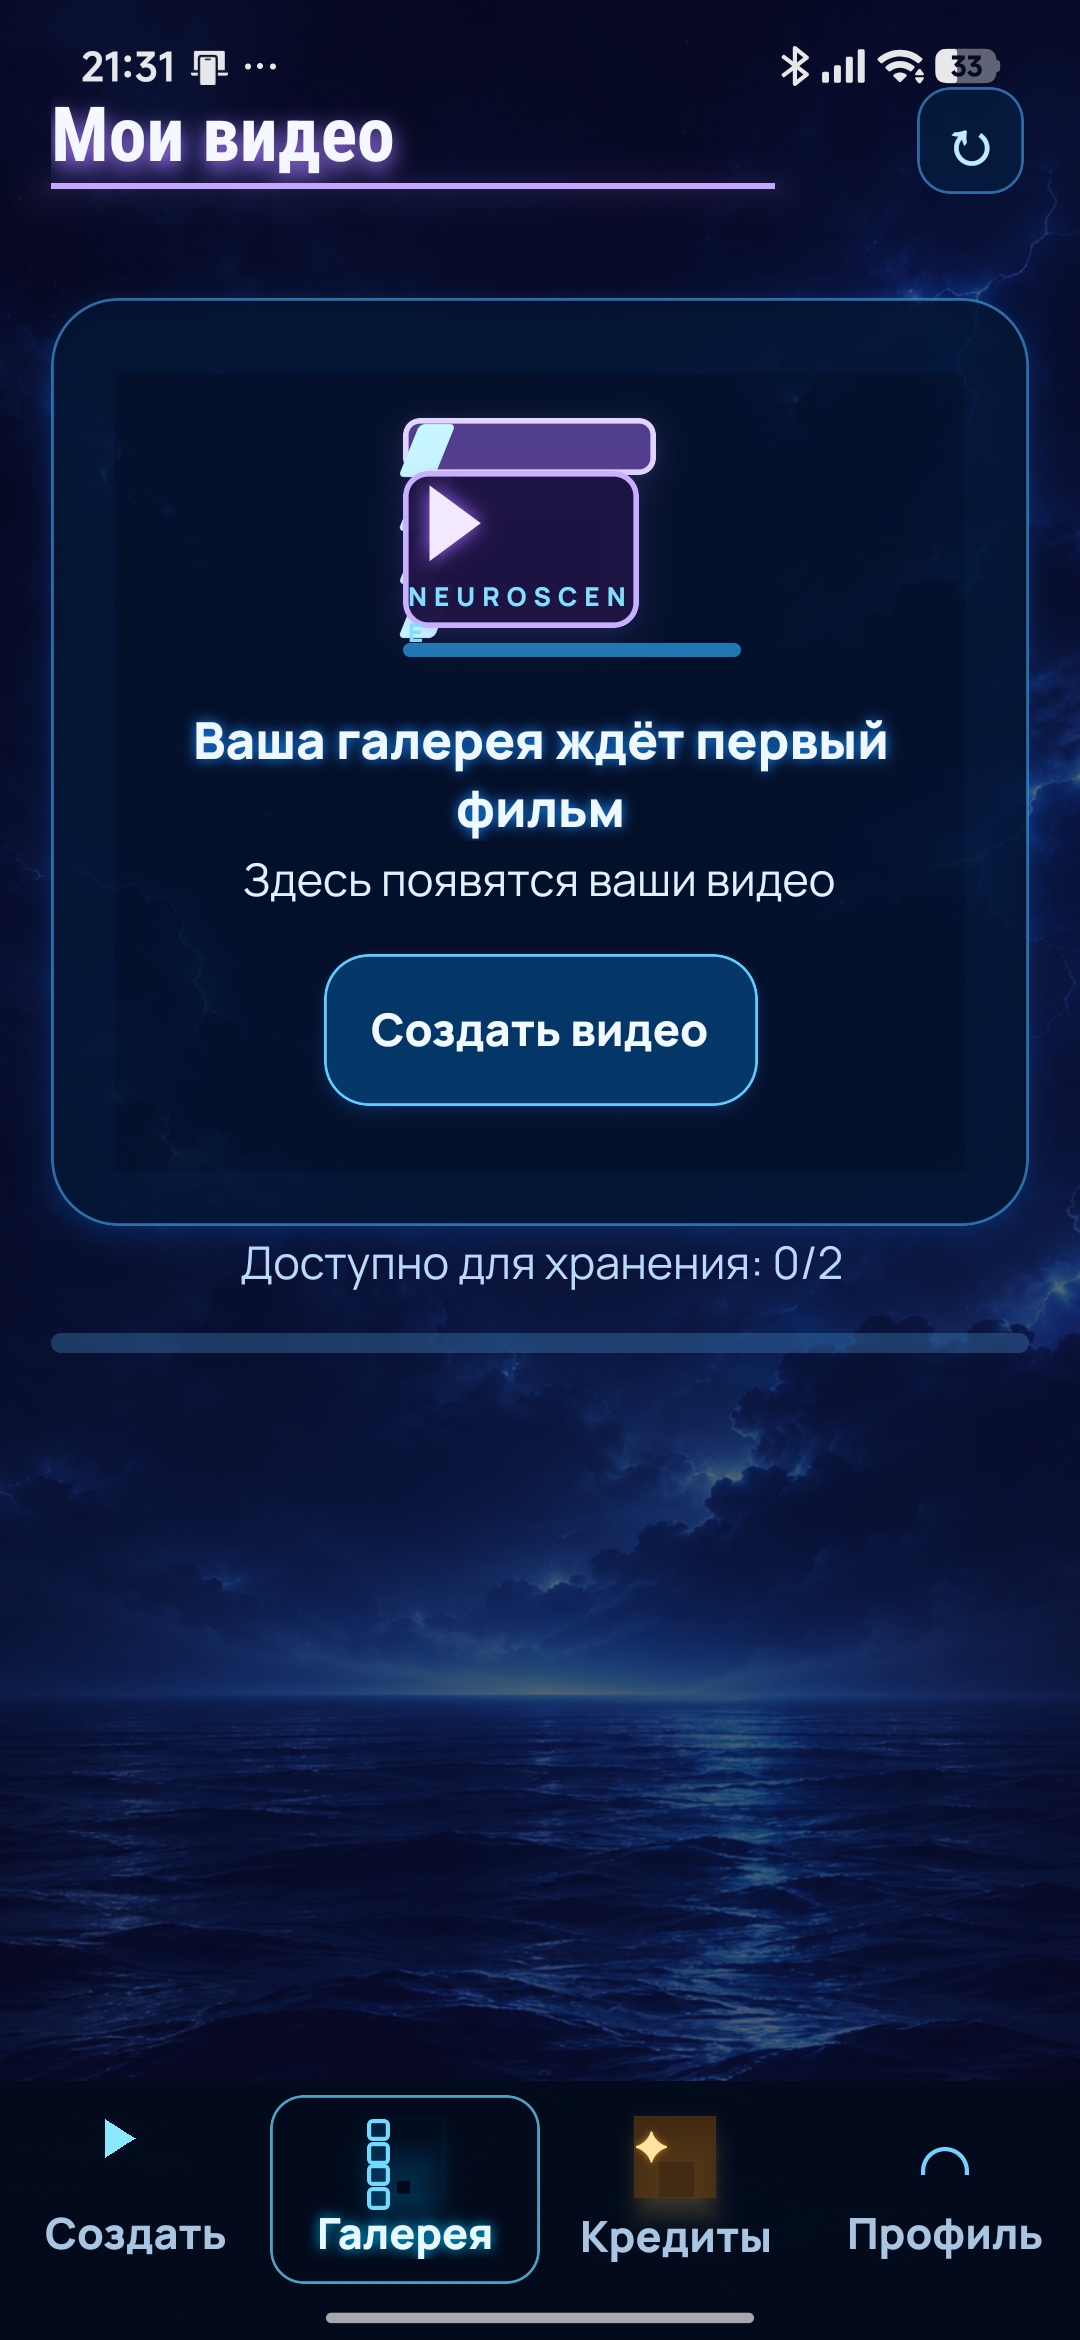 21:31
33
Мои видео
NEUROSCEN
E
Ваша галерея ждёт первый
фильм
Здесь появятся ваши видео
Создать видео
Доступно для хранения: 0/2
Создать
Галерея
Кредиты
Профиль